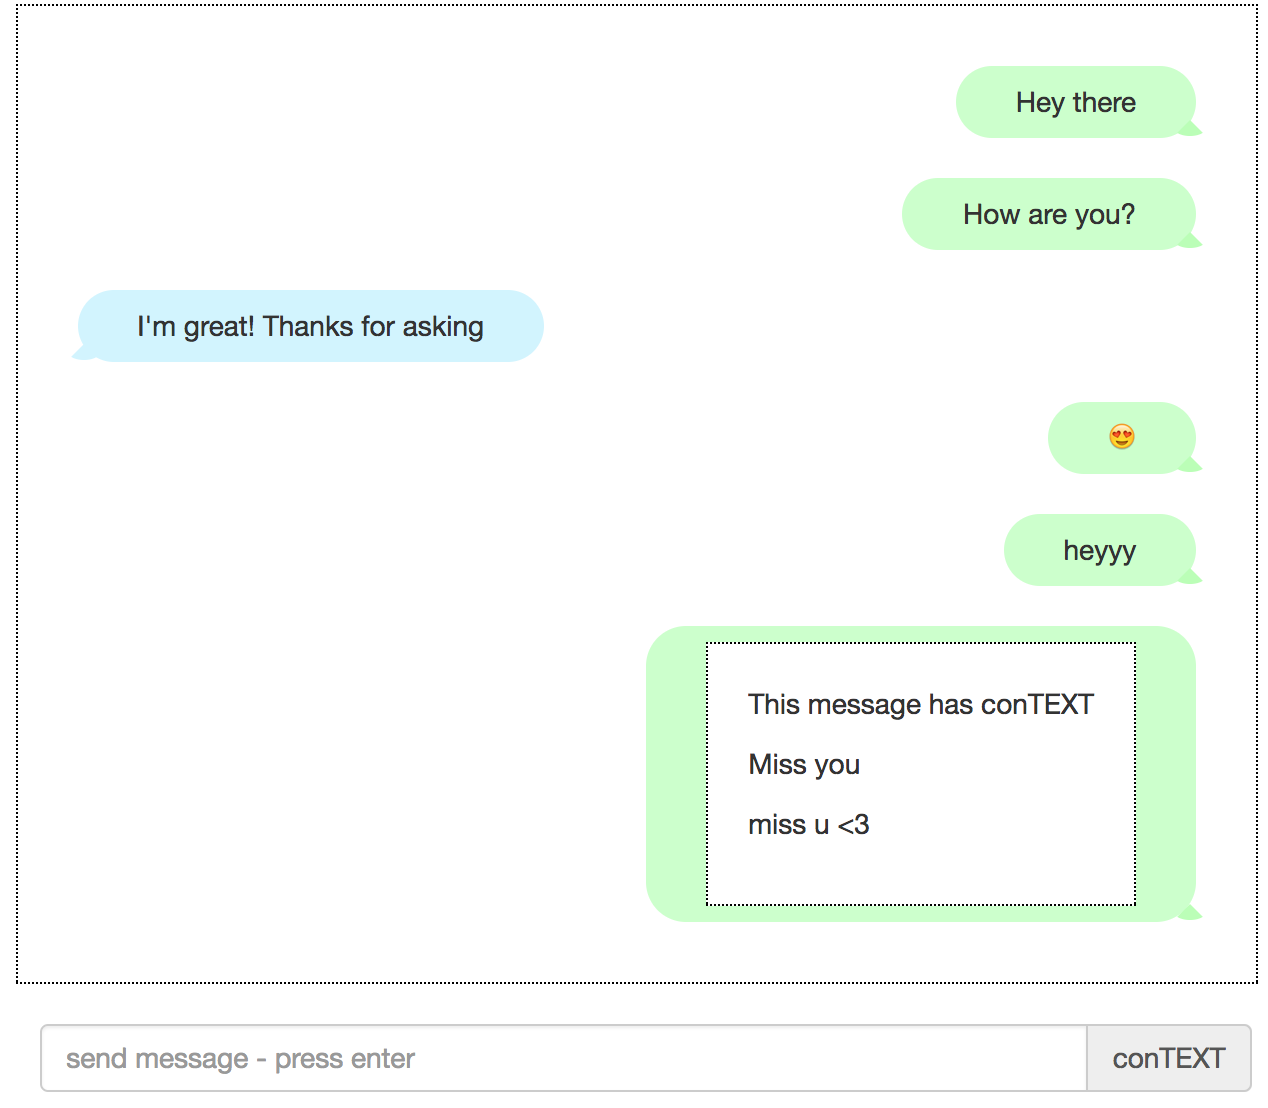 Hey there
How are you?
I'm great! Thanks for asking
😍
heyyy
This message has conTEXT
Miss you
miss u <3
send message - press enter
conTEXT